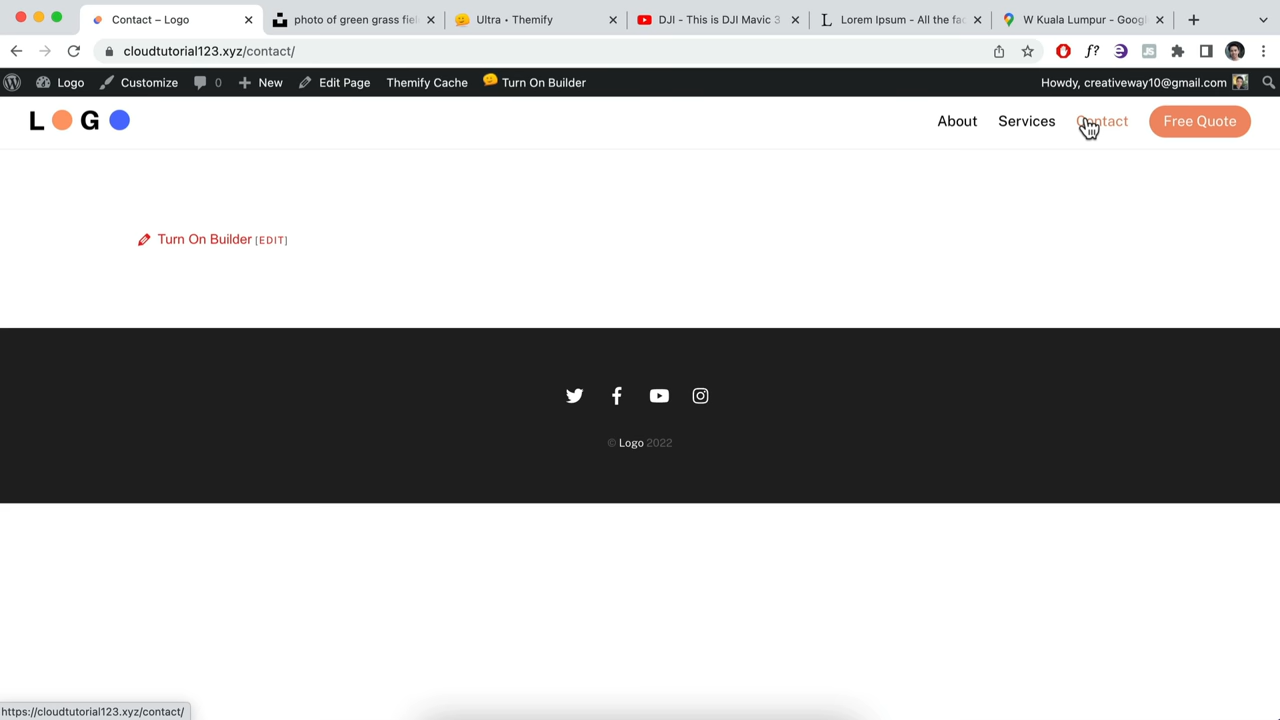 Contact – Logo
photo of green grass fiel
Ultra • Themify
DJI - This is DJI Mavic 3
Lorem Ipsum - All the fac
W Kuala Lumpur - Googl
cloudtutorial123.xyz/contact/
Logo
Customize
0
New
Edit Page
Themify Cache
Turn On Builder
Howdy, creativeway10@gmail.com
LOGO
About
Services
Contact
Free Quote
Turn On Builder [EDIT]
© Logo 2022
https://cloudtutorial123.xyz/contact/